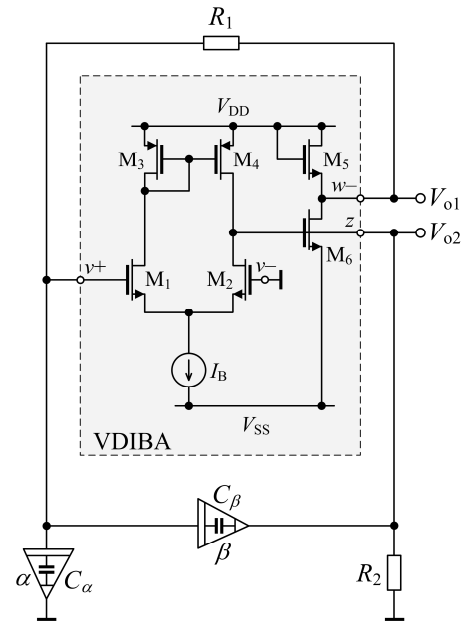 R1
VDD
M3
M4
M5
w−
Vo1
z
Vo2
M6
v+
M1
M2
v−
IB
VSS
VDIBA
Cβ
β
α
Cα
R2